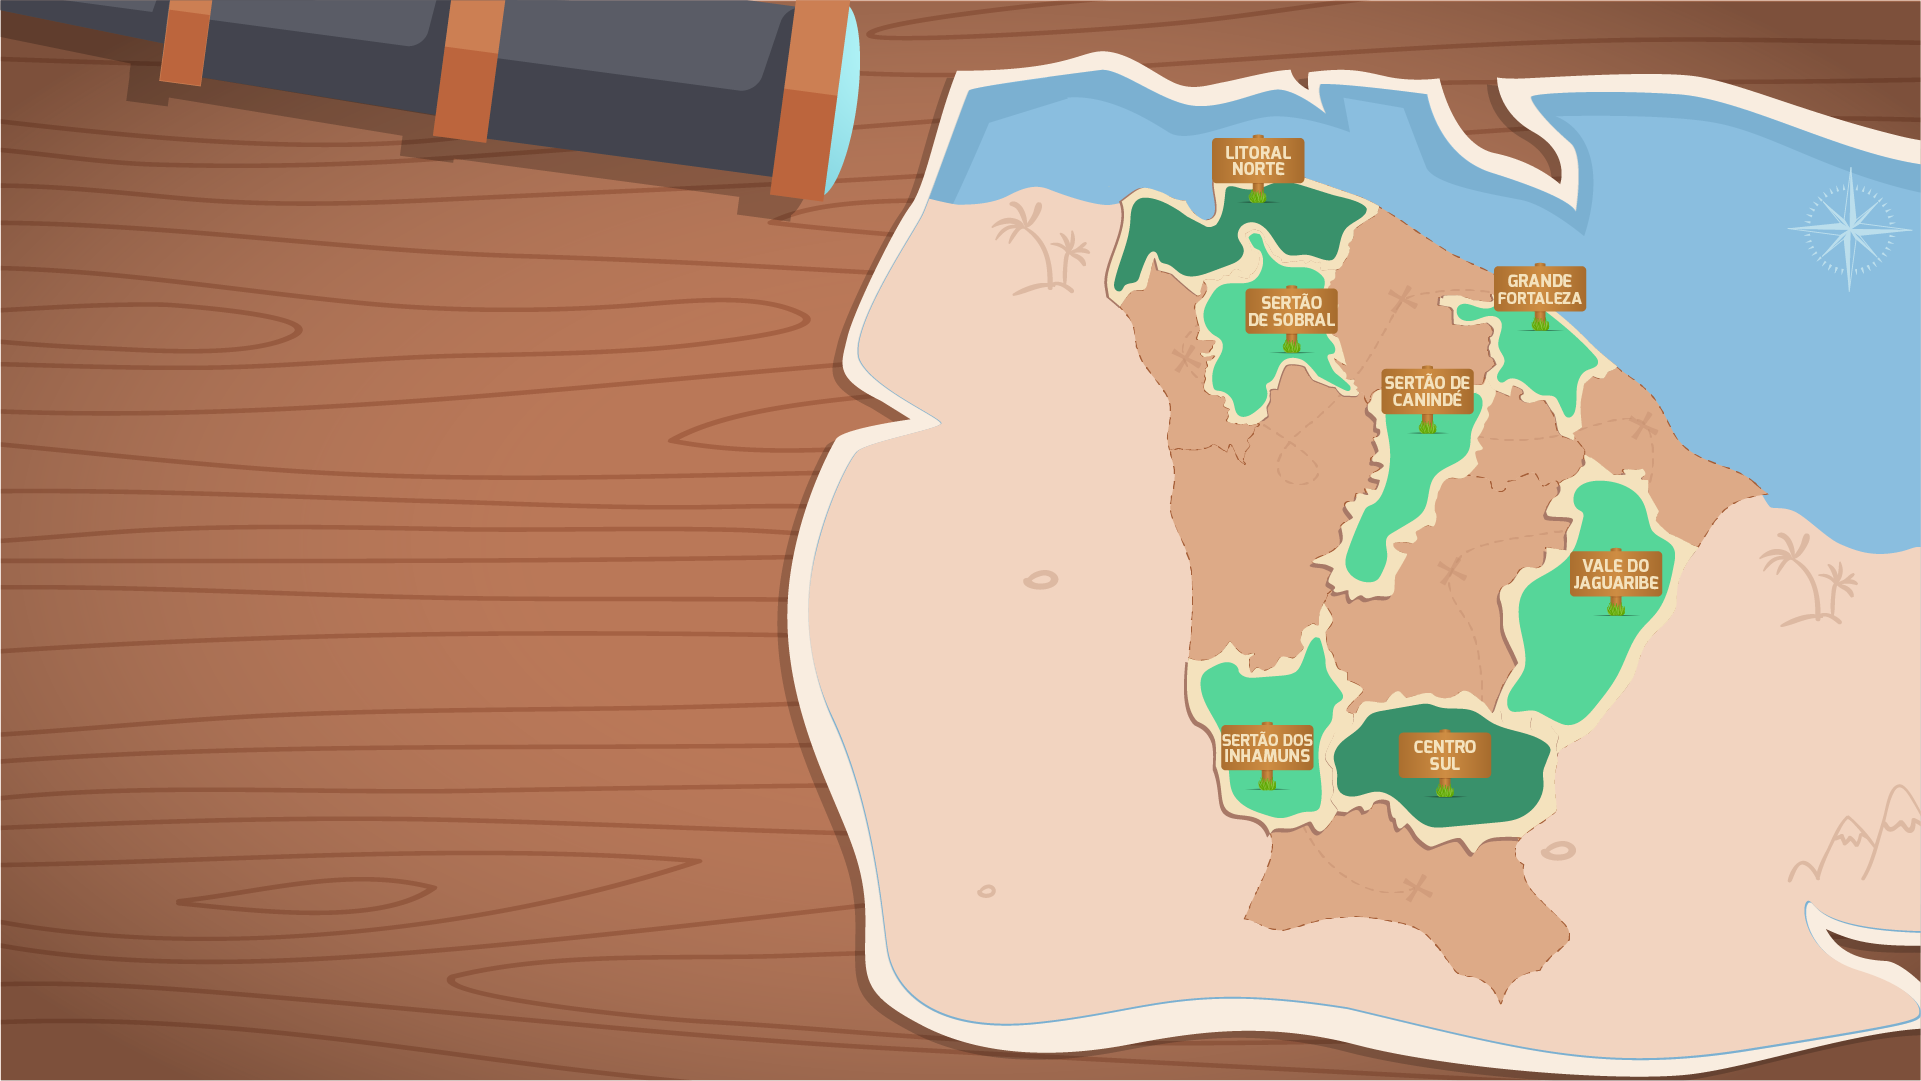 LITORAL
NORTE
GRANDE
FORTALEZA
SERTÃO
DE SOBRAL
SERTÃO DE
CANINDÉ
VALE DO
JAGUARIBE
SERTÃO DOS
INHAMUNS
CENTRO
SUL